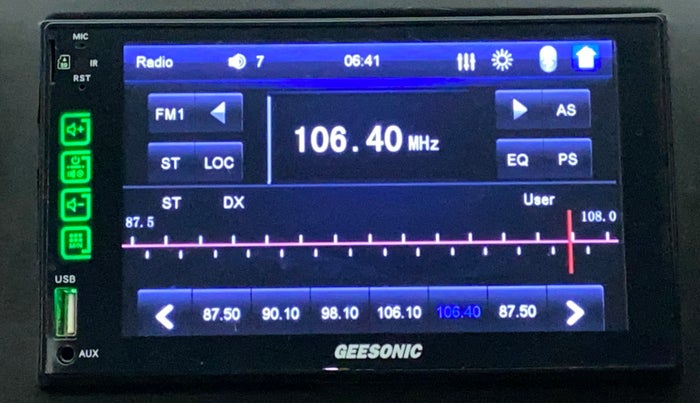 MIC
IR
RST
Radio 7 06:41
FM1 AS
106.40 MHz
ST LOC EQ PS
ST DX User
87.5 108.0
87.50 90.10 98.10 106.10 106.40 87.50
USB
AUX
GEESONIC